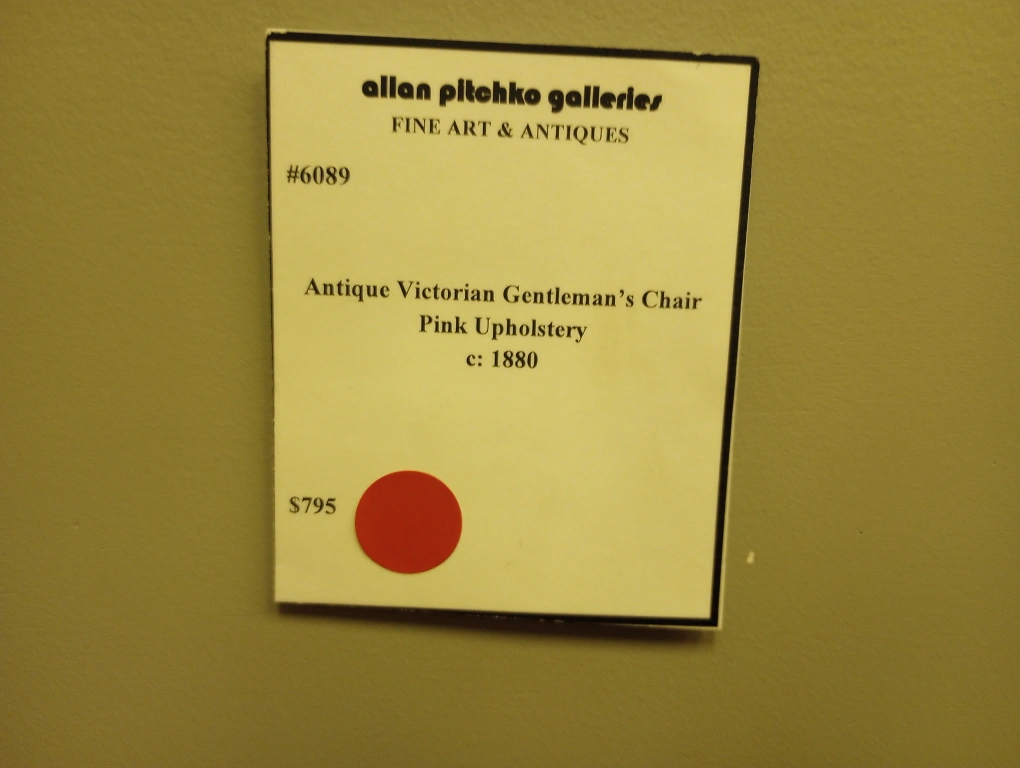 allan pitchko galleries
FINE ART & ANTIQUES
#6089
Antique Victorian Gentleman's Chair
Pink Upholstery
c: 1880
$795